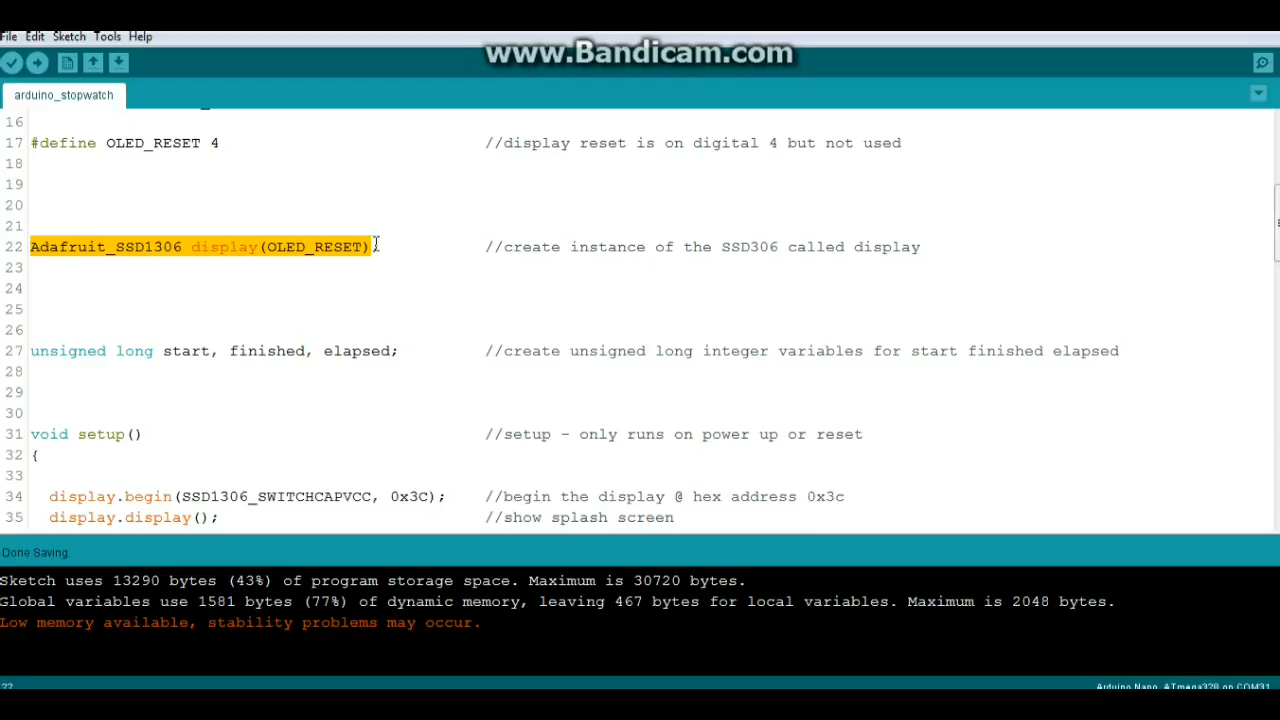 www.Bandicam.com
File Edit Sketch Tools Help
arduino_stopwatch
16
17 #define OLED_RESET 4 //display reset is on digital 4 but not used
18
19
20
21
22 Adafruit_SSD1306 display(OLED_RESET); //create instance of the SSD306 called display
23
24
25
26
27 unsigned long start, finished, elapsed; //create unsigned long integer variables for start finished elapsed
28
29
30
31 void setup() //setup - only runs on power up or reset
32 {
33
34 display.begin(SSD1306_SWITCHCAPVCC, 0x3C); //begin the display @ hex address 0x3c
35 display.display(); //show splash screen
Done Saving.
Sketch uses 13290 bytes (43%) of program storage space. Maximum is 30720 bytes.
Global variables use 1581 bytes (77%) of dynamic memory, leaving 467 bytes for local variables. Maximum is 2048 bytes.
Low memory available, stability problems may occur.
22 Arduino Nano, ATmega328 on COM31